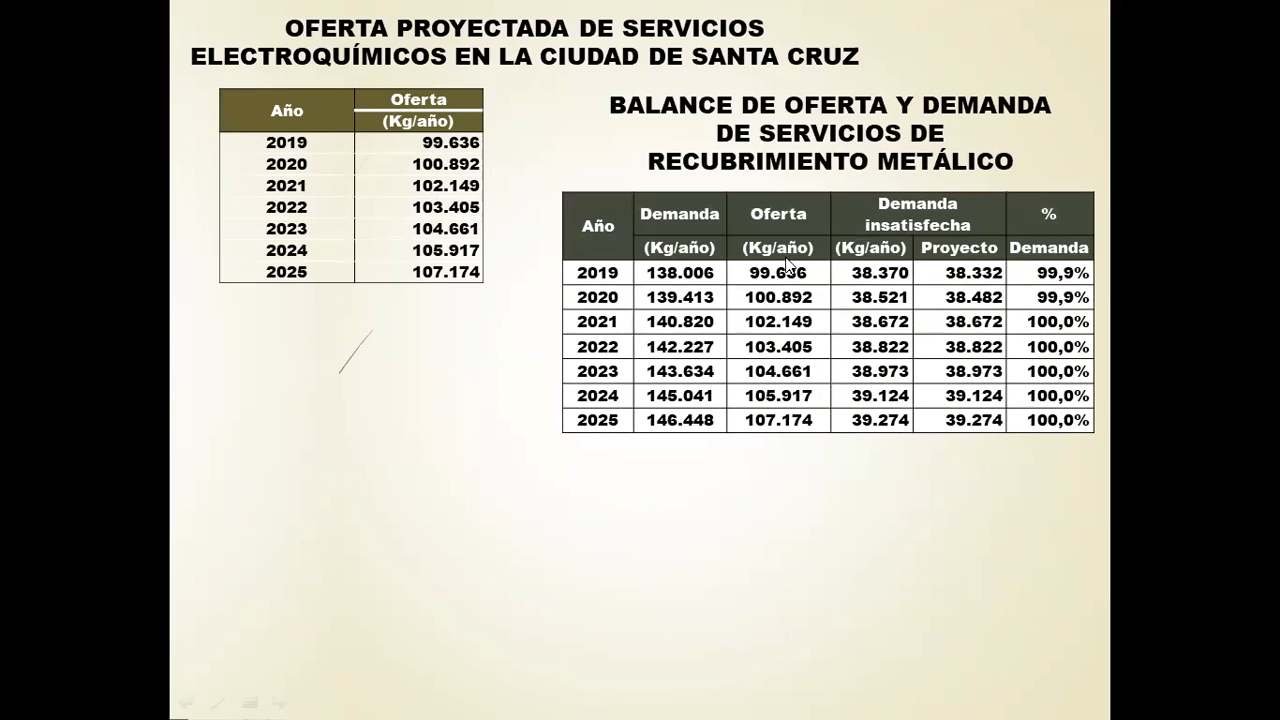 OFERTA PROYECTADA DE SERVICIOS
ELECTROQUÍMICOS EN LA CIUDAD DE SANTA CRUZ
Año Oferta
(Kg/año)
2019 99.636
2020 100.892
2021 102.149
2022 103.405
2023 104.661
2024 105.917
2025 107.174
BALANCE DE OFERTA Y DEMANDA
DE SERVICIOS DE
RECUBRIMIENTO METÁLICO
Año Demanda Oferta Demanda insatisfecha %
(Kg/año) (Kg/año) (Kg/año) Proyecto Demanda
2019 138.006 99.636 38.370 38.332 99,9%
2020 139.413 100.892 38.521 38.482 99,9%
2021 140.820 102.149 38.672 38.672 100,0%
2022 142.227 103.405 38.822 38.822 100,0%
2023 143.634 104.661 38.973 38.973 100,0%
2024 145.041 105.917 39.124 39.124 100,0%
2025 146.448 107.174 39.274 39.274 100,0%